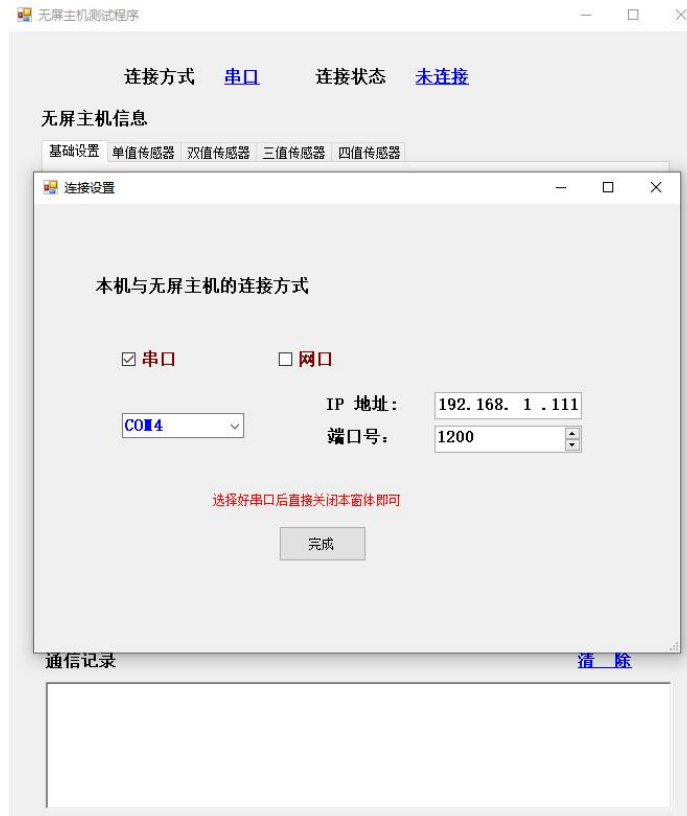 无屏主机测试程序
连接方式 串口 连接状态 未连接
无屏主机信息
基础设置 单值传感器 双值传感器 三值传感器 四值传感器
连接设置
本机与无屏主机的连接方式
串口 网口
IP 地址:
192.168. 1 .111
COM4
端口号:
1200
选择好串口后直接关闭本窗体即可
完成
通信记录 清 除